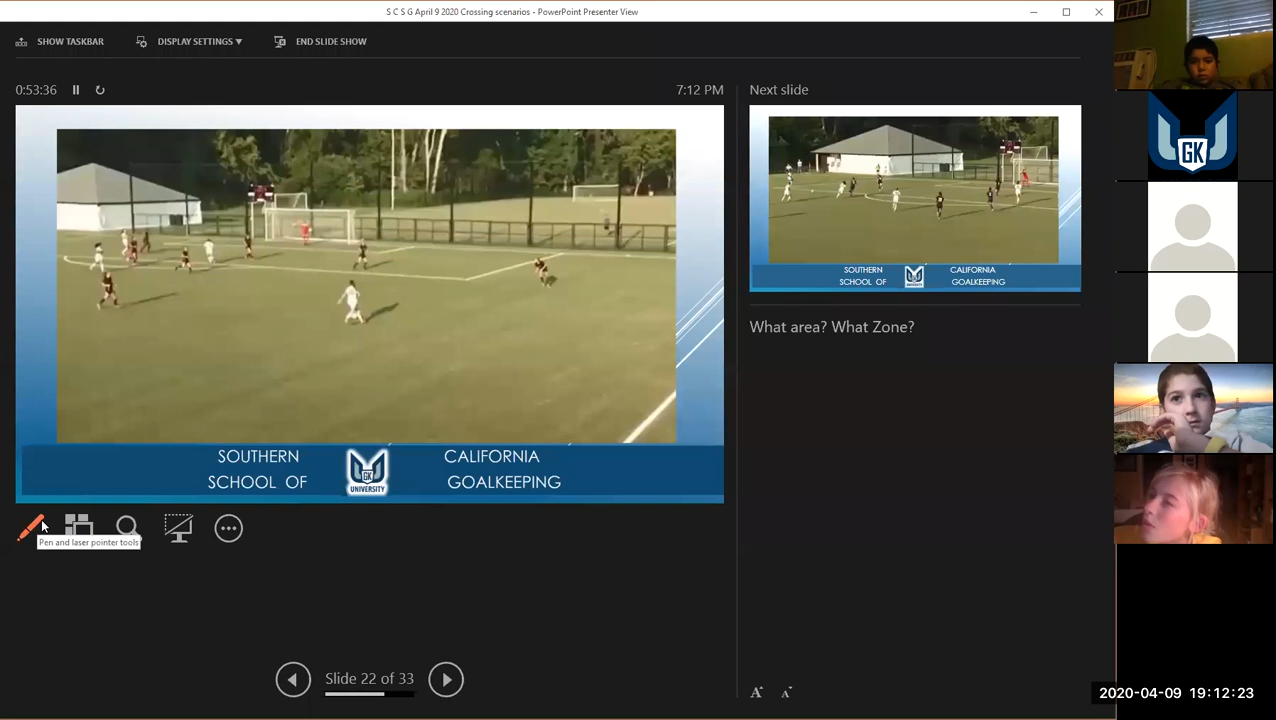 S C S G April 9 2020 Crossing scenarios - PowerPoint Presenter View
SHOW TASKBAR
DISPLAY SETTINGS ▼
END SLIDE SHOW
0:53:36
7:12 PM
SOUTHERN CALIFORNIA
SCHOOL OF GOALKEEPING
GK
UNIVERSITY
Pen and laser pointer tools
Slide 22 of 33
Next slide
SOUTHERN CALIFORNIA
SCHOOL OF GOALKEEPING
UNIVERSITY
What area? What Zone?
A A
GK
2020-04-09 19:12:23